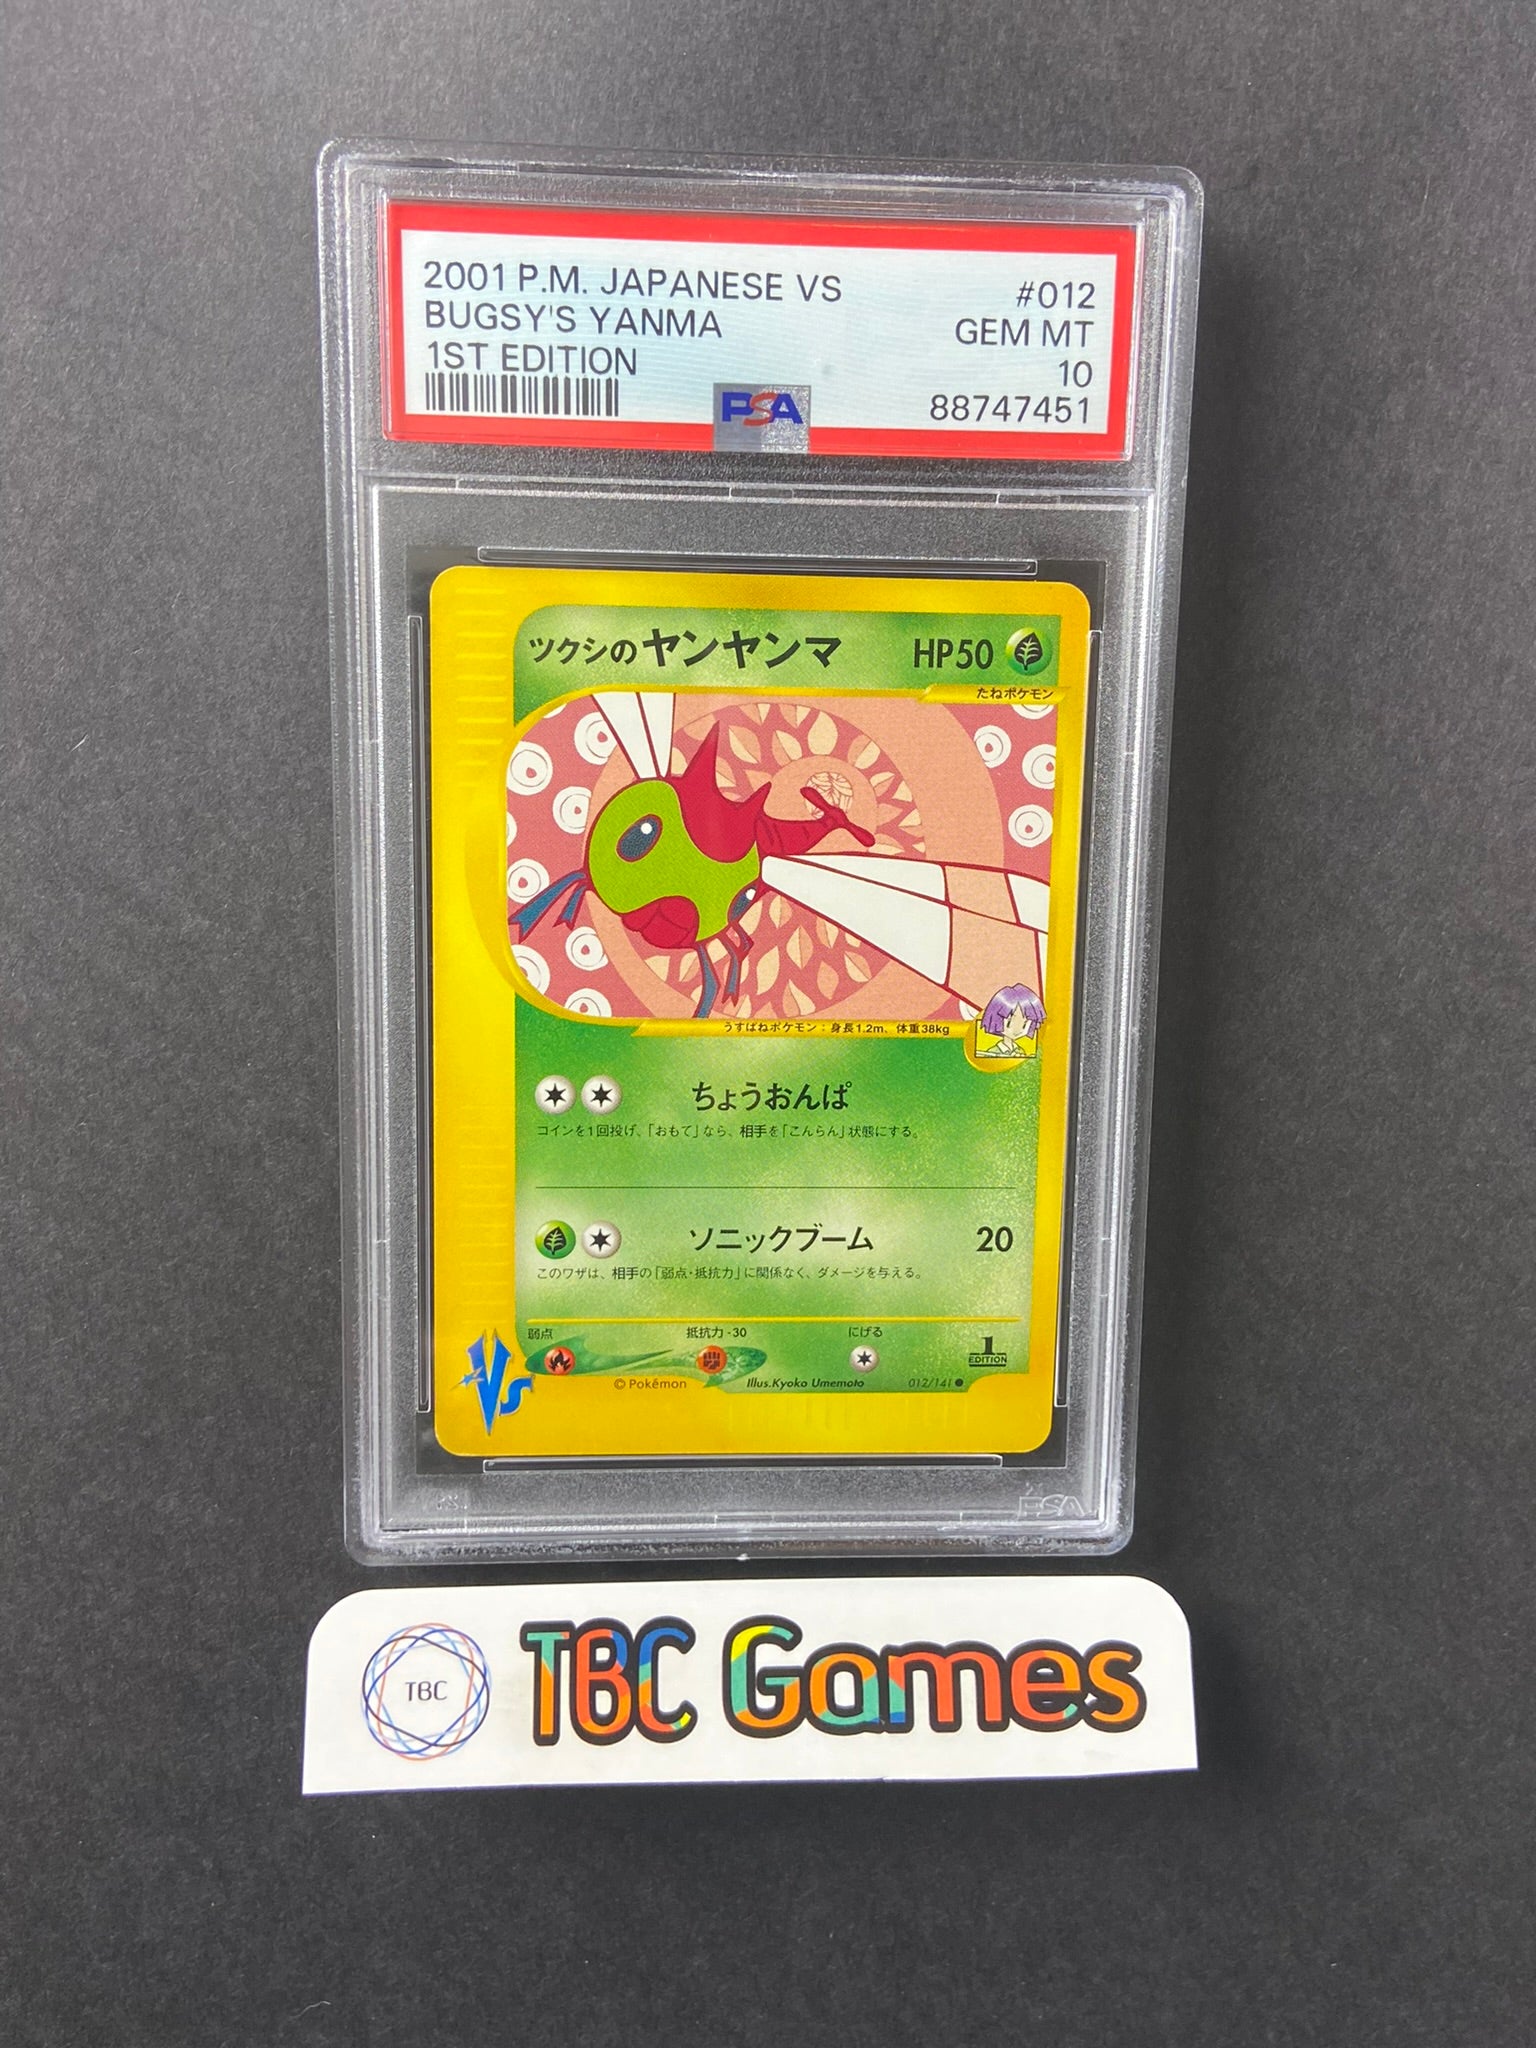 2001 P.M. JAPANESE VS #012
BUGSY'S YANMA GEM MT
1ST EDITION 10
PSA 88747451
ツクシのヤンヤンマ HP50
たねポケモン
うすばねポケモン：身長1.2m、体重38kg
ちょうおんぱ
コインを1回投げ、「おもて」なら、相手を「こんらん」状態にする。
ソニックブーム 20
このワザは、相手の「弱点・抵抗力」に関係なく、ダメージを与える。
弱点 抵抗力 -30 にげる
1
EDITION
Vs
© Pokémon Illus.Kyoko Umemoto 012/141
PSA
TBC TBC Games